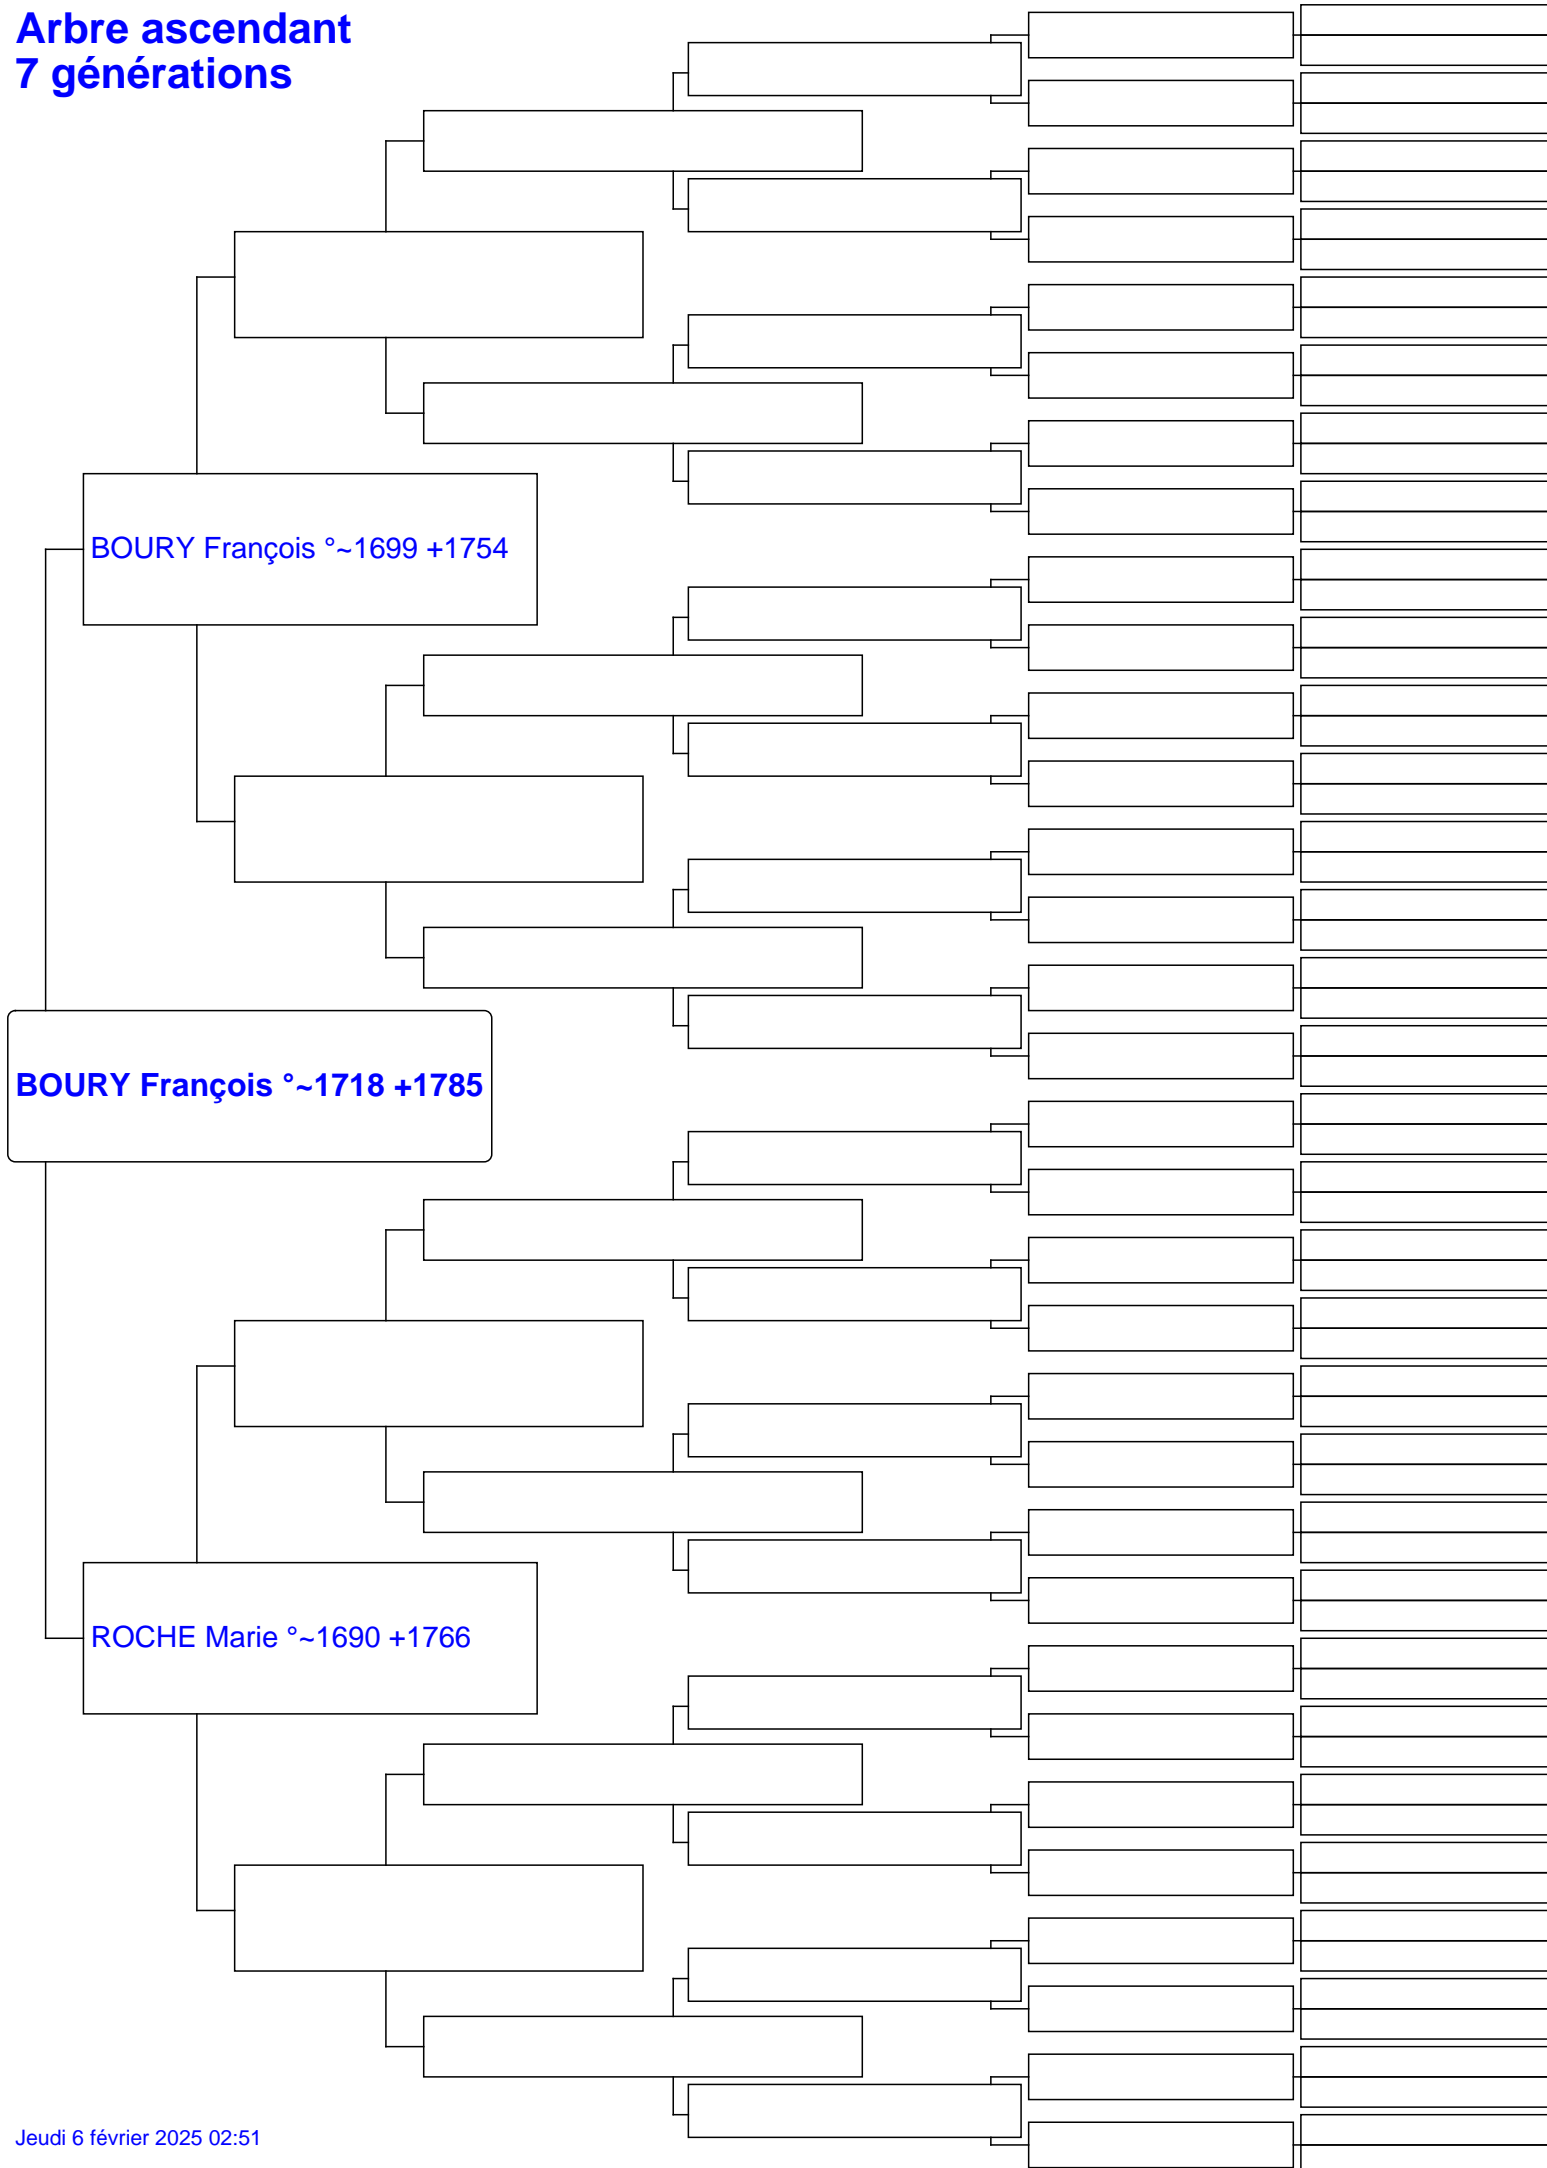 Arbre ascendant
7 générations
BOURY François °~1699 +1754
BOURY François °~1718 +1785
ROCHE Marie °~1690 +1766
Jeudi 6 février 2025 02:51